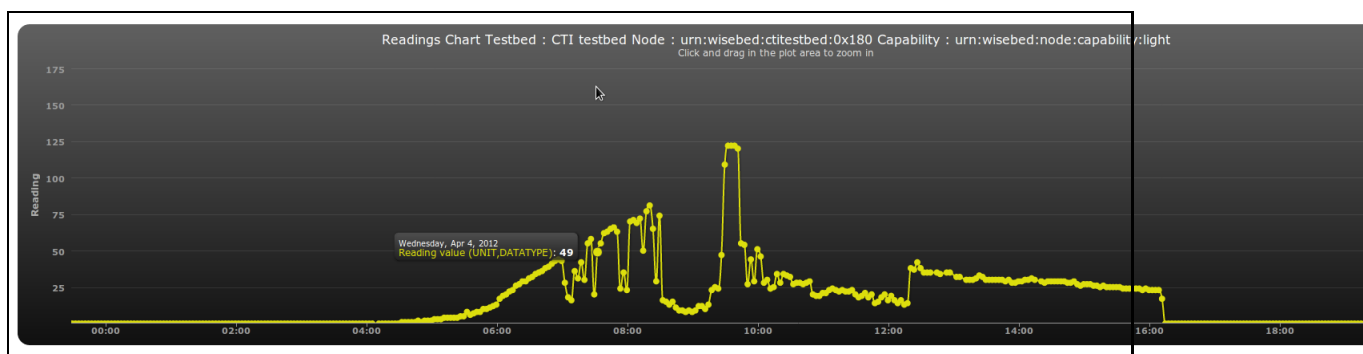 Readings Chart Testbed : CTI testbed Node : urn:wisebed:ctitestbed:0x180 Capability : urn:wisebed:node:capability:light
Click and drag in the plot area to zoom in
175
150
125
100
75
50
25
Reading
Wednesday, Apr 4, 2012
Reading value (UNIT,DATATYPE): 49
00:00 02:00 04:00 06:00 08:00 10:00 12:00 14:00 16:00 18:00